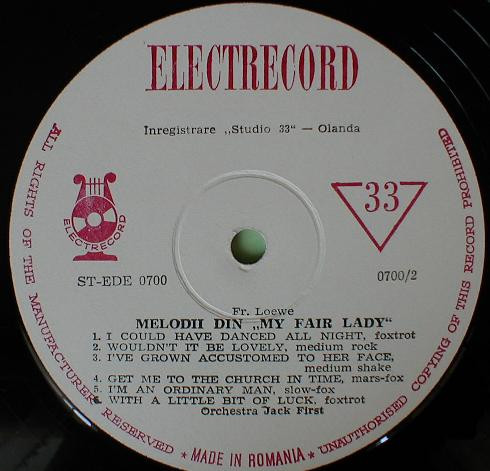 ELECTRECORD
Inregistrare „Studio 33“ — Olanda
ELECTRECORD
33
ST-EDE 0700
0700/2
Fr. Loewe
MELODII DIN „MY FAIR LADY“
1. I COULD HAVE DANCED ALL NIGHT, foxtrot
2. WOULDN'T IT BE LOVELY, medium rock
3. I'VE GROWN ACCUSTOMED TO HER FACE,
medium shake
4. GET ME TO THE CHURCH IN TIME, mars-fox
5. I'M AN ORDINARY MAN, slow-fox
6. WITH A LITTLE BIT OF LUCK, foxtrot
Orchestra Jack First
ALL RIGHTS OF THE MANUFACTURER RESERVED * MADE IN ROMANIA * UNAUTHORISED COPYING OF THIS RECORD PROHIBITED